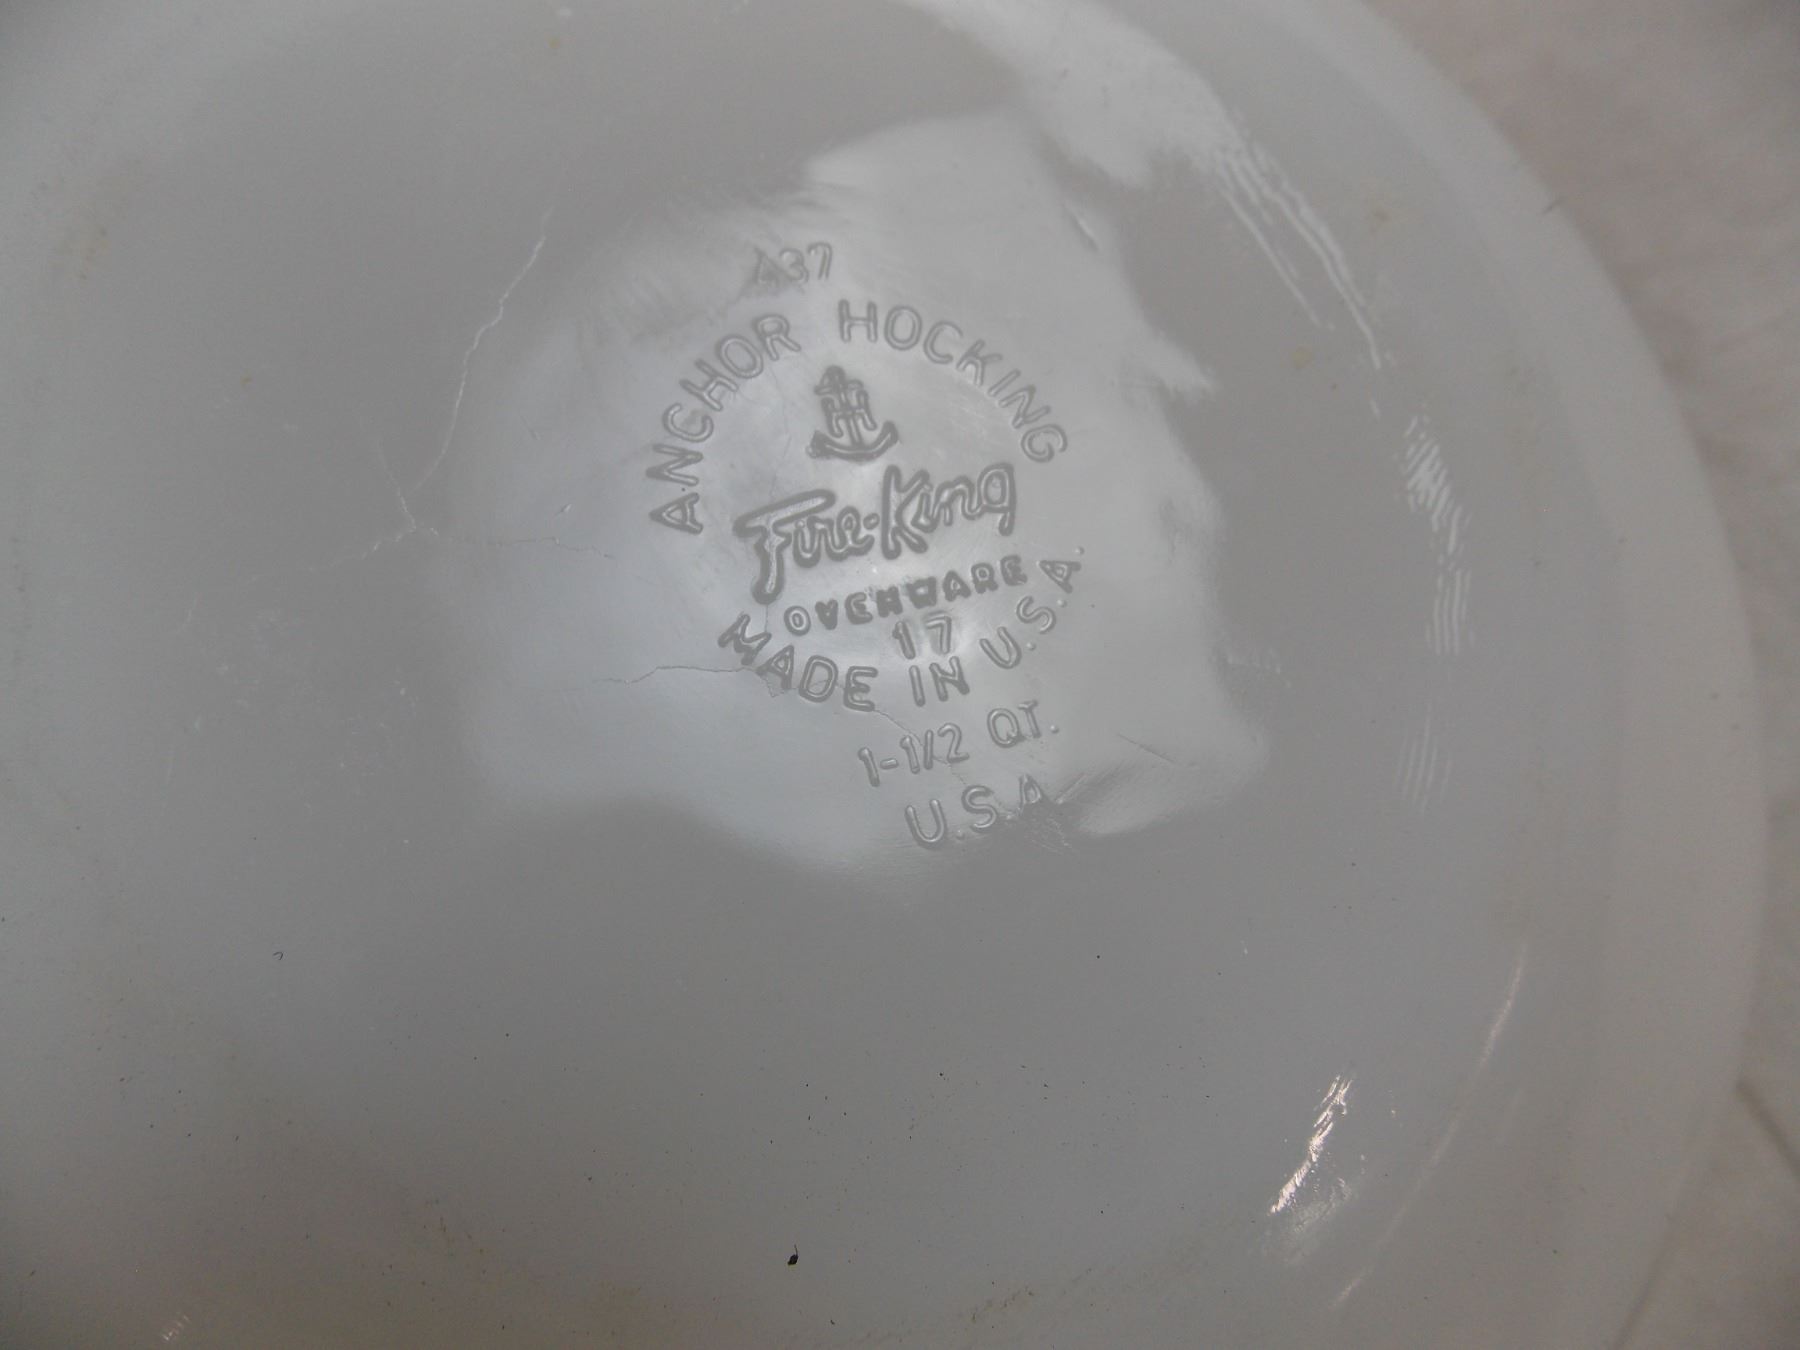 437
ANCHOR HOCKING
Fire-King
OVENWARE
17
MADE IN U.S.A.
1-1/2 QT.
U.S.A